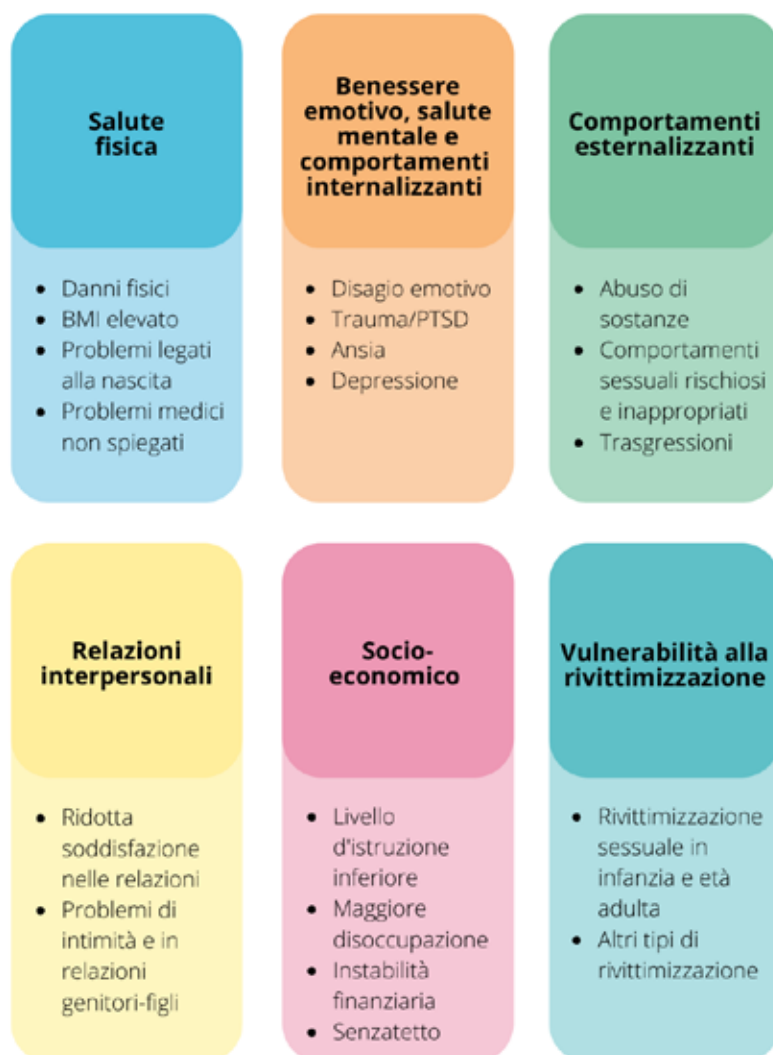 Salute
fisica
• Danni fisici
• BMI elevato
• Problemi legati
alla nascita
• Problemi medici
non spiegati
Benessere
emotivo, salute
mentale e
comportamenti
internalizzanti
• Disagio emotivo
• Trauma/PTSD
• Ansia
• Depressione
Comportamenti
esternalizzanti
• Abuso di
sostanze
• Comportamenti
sessuali rischiosi
e inappropriati
• Trasgressioni
Relazioni
interpersonali
• Ridotta
soddisfazione
nelle relazioni
• Problemi di
intimità e in
relazioni
genitori-figli
Socio-
economico
• Livello
d'istruzione
inferiore
• Maggiore
disoccupazione
• Instabilità
finanziaria
• Senzatetto
Vulnerabilità alla
rivittimizzazione
• Rivittimizzazione
sessuale in
infanzia e età
adulta
• Altri tipi di
rivittimizzazione